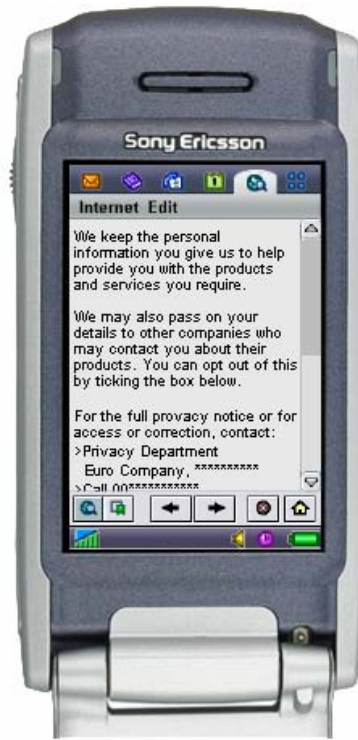 Sony Ericsson
Internet Edit
We keep the personal
information you give us to help
provide you with the products
and services you require.
We may also pass on your
details to other companies who
may contact you about their
products. You can opt out of this
by ticking the box below.
For the full provacy notice or for
access or correction, contact:
>Privacy Department
Euro Company, **********
>Call 00***********